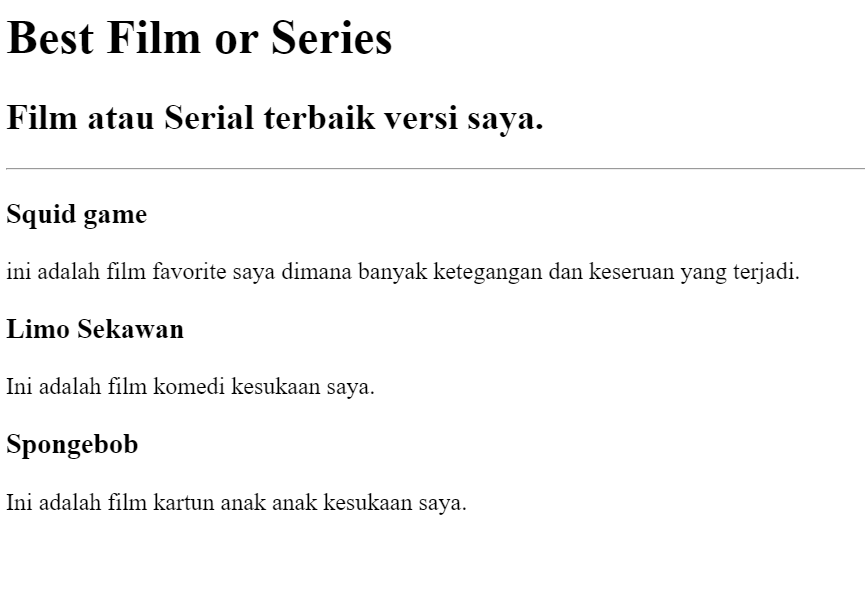 Best Film or Series
Film atau Serial terbaik versi saya.
Squid game
ini adalah film favorite saya dimana banyak ketegangan dan keseruan yang terjadi.
Limo Sekawan
Ini adalah film komedi kesukaan saya.
Spongebob
Ini adalah film kartun anak anak kesukaan saya.